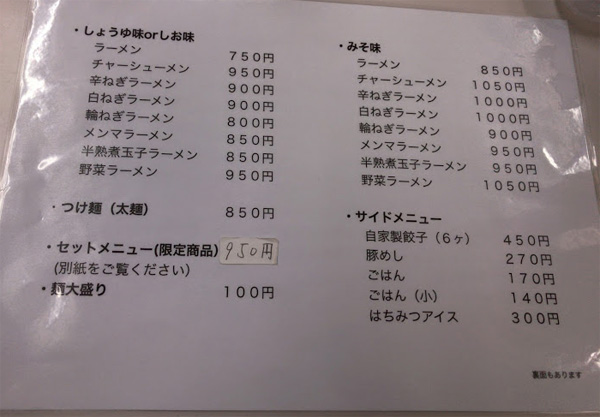 ・しょうゆ味orしお味
ラーメン 750円
チャーシューメン 950円
辛ねぎラーメン 900円
白ねぎラーメン 900円
輪ねぎラーメン 800円
メンマラーメン 850円
半熟煮玉子ラーメン 850円
野菜ラーメン 950円
・つけ麺（太麺） 850円
・セットメニュー(限定商品) 950円
(別紙をご覧ください）
・麺大盛り 100円
・みそ味
ラーメン 850円
チャーシューメン 1050円
辛ねぎラーメン 1000円
白ねぎラーメン 1000円
輪ねぎラーメン 900円
メンマラーメン 950円
半熟煮玉子ラーメン 950円
野菜ラーメン 1050円
・サイドメニュー
自家製餃子（6ヶ） 450円
豚めし 270円
ごはん 170円
ごはん（小） 140円
はちみつアイス 300円
裏面もあります